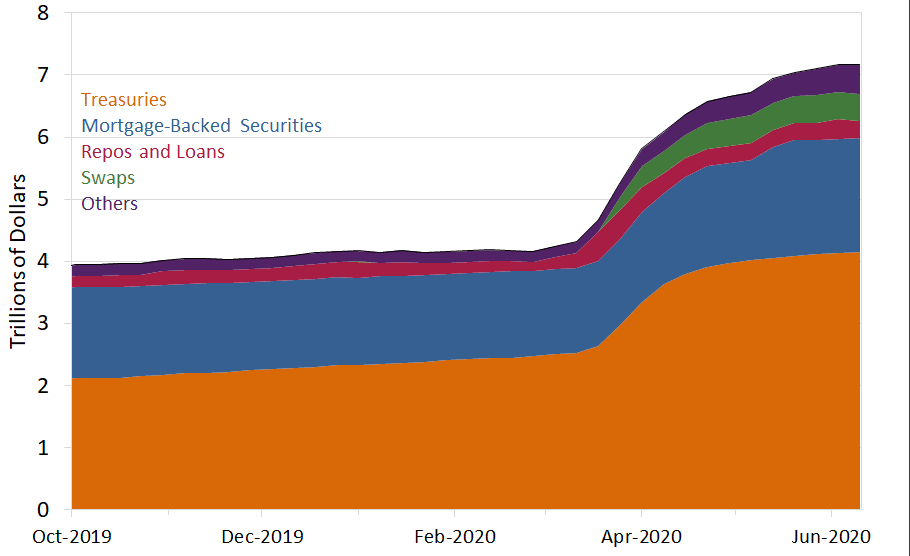 8
7
6
5
4
3
2
1
0
Trillions of Dollars
Treasuries
Mortgage-Backed Securities
Repos and Loans
Swaps
Others
Oct-2019 Dec-2019 Feb-2020 Apr-2020 Jun-2020